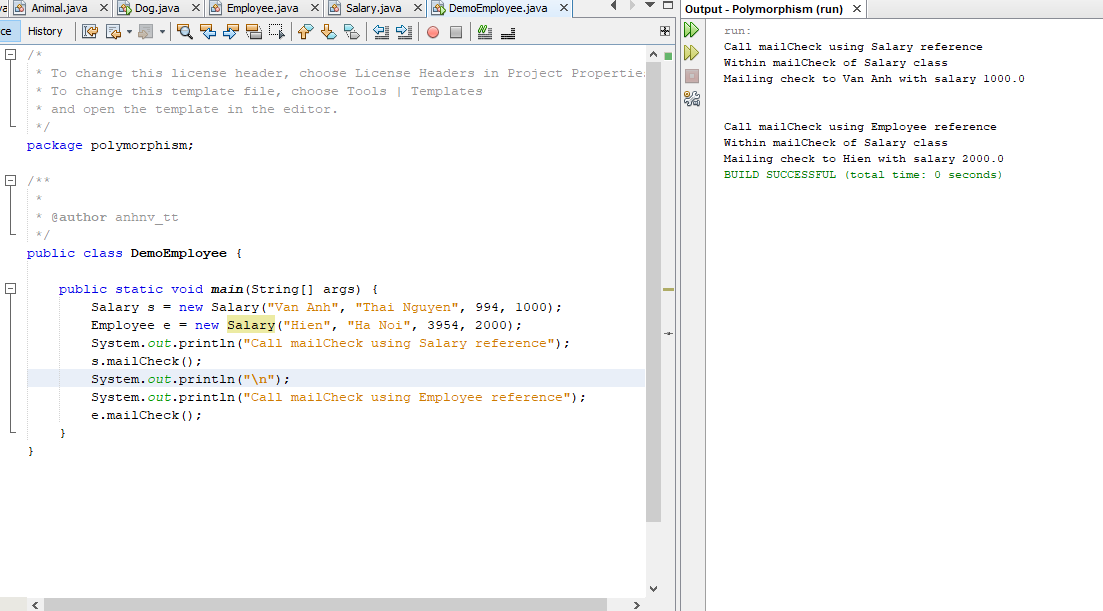 Animal.java Dog.java Employee.java Salary.java DemoEmployee.java
History
/*
* To change this license header, choose License Headers in Project
* To change this template file, choose Tools | Templates
* and open the template in the editor.
*/
package polymorphism;
/**
*
* @author anhnv_tt
*/
public class DemoEmployee {
public static void main(String[] args) {
Salary s = new Salary("Van Anh", "Thai Nguyen", 994, 1000);
Employee e = new Salary("Hien", "Ha Noi", 3954, 2000);
System.out.println("Call mailCheck using Salary reference");
s.mailCheck();
System.out.println("\n");
System.out.println("Call mailCheck using Employee reference");
e.mailCheck();
}
}
Output - Polymorphism (run)
run:
Call mailCheck using Salary reference
Within mailCheck of Salary class
Mailing check to Van Anh with salary 1000.0
Call mailCheck using Employee reference
Within mailCheck of Salary class
Mailing check to Hien with salary 2000.0
BUILD SUCCESSFUL (total time: 0 seconds)